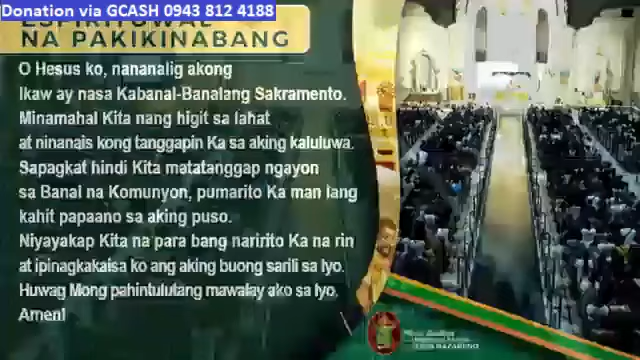 Donation via GCASH 0943 812 4188
ESPIRITUWAL
NA PAKIKINABANG
O Hesus ko, nananalig akong
Ikaw ay nasa Kabanal-Banalang Sakramento.
Minamahal Kita nang higit sa lahat
at ninanais kong tanggapin Ka sa aking kaluluwa.
Sapagkat hindi Kita matatanggap ngayon
sa Banal na Komunyon, pumarito Ka man lang
kahit papaano sa aking puso.
Niyayakap Kita na para bang naririto Ka na rin
at ipinagkakaisa ko ang aking buong sarili sa Iyo.
Huwag Mong pahintulutang mawalay ako sa Iyo.
Amen!